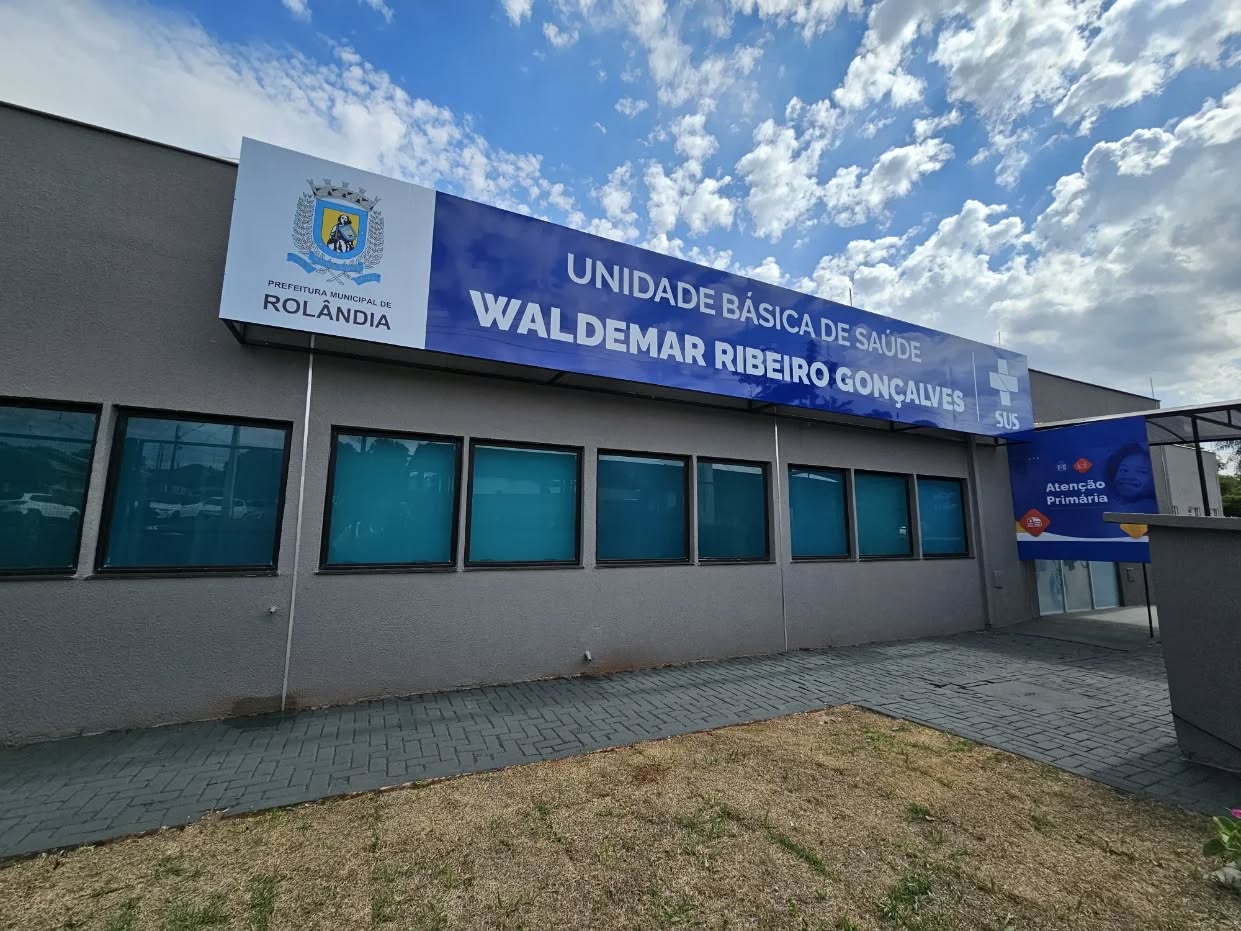 PREFEITURA MUNICIPAL DE
ROLÂNDIA
UNIDADE BÁSICA DE SAÚDE
WALDEMAR RIBEIRO GONÇALVES
SUS
Atenção
Primária